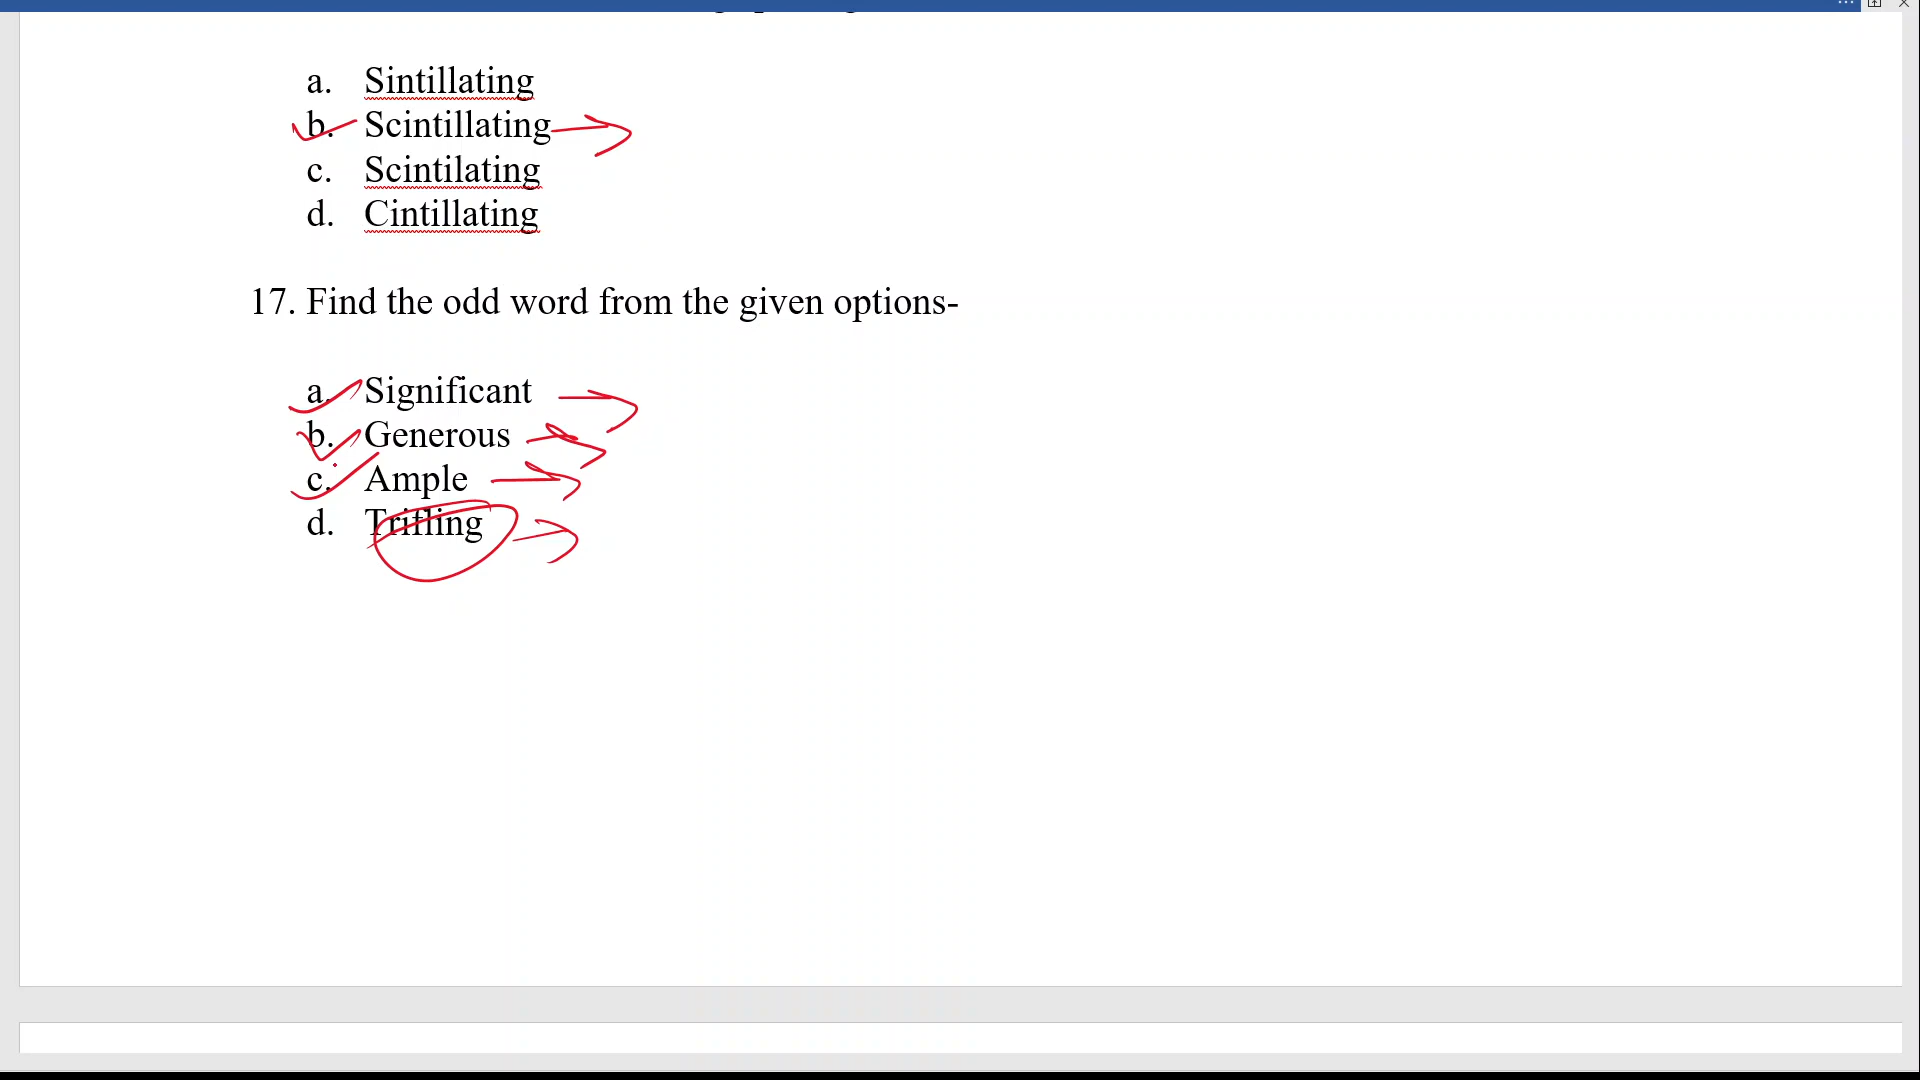 a. Sintillating
b. Scintillating
c. Scintilating
d. Cintillating
17. Find the odd word from the given options-
a. Significant
b. Generous
c. Ample
d. Trifling